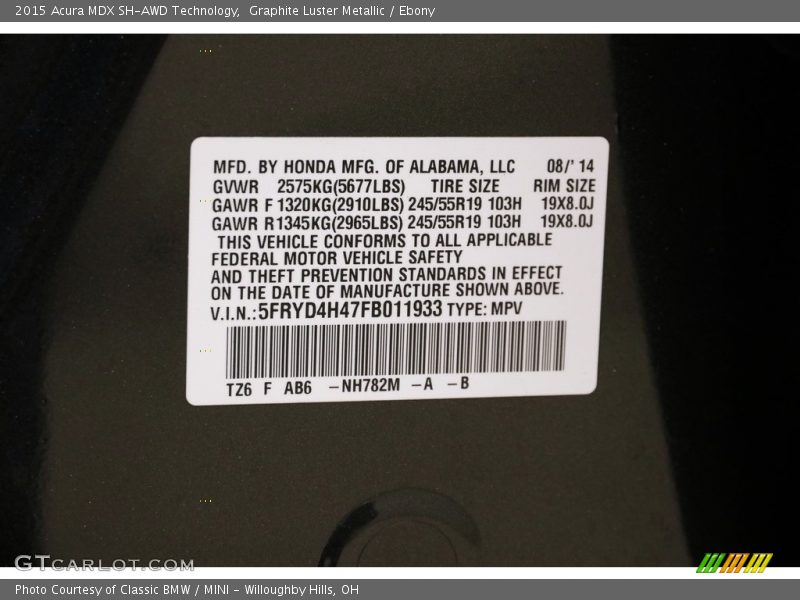 2015 Acura MDX SH-AWD Technology,  Graphite Luster Metallic / Ebony
MFD. BY HONDA MFG. OF ALABAMA, LLC 08/' 14
GVWR 2575KG(5677LBS) TIRE SIZE RIM SIZE
GAWR F 1320KG(2910LBS) 245/55R19 103H 19X8.0J
GAWR R1345KG(2965LBS) 245/55R19 103H 19X8.0J
THIS VEHICLE CONFORMS TO ALL APPLICABLE
FEDERAL MOTOR VEHICLE SAFETY
AND THEFT PREVENTION STANDARDS IN EFFECT
ON THE DATE OF MANUFACTURE SHOWN ABOVE.
V.I.N.:5FRYD4H47FB011933 TYPE: MPV
TZ6 F AB6 -NH782M -A -B
GTCARLOT.COM
Photo Courtesy of Classic BMW / MINI - Willoughby Hills, OH